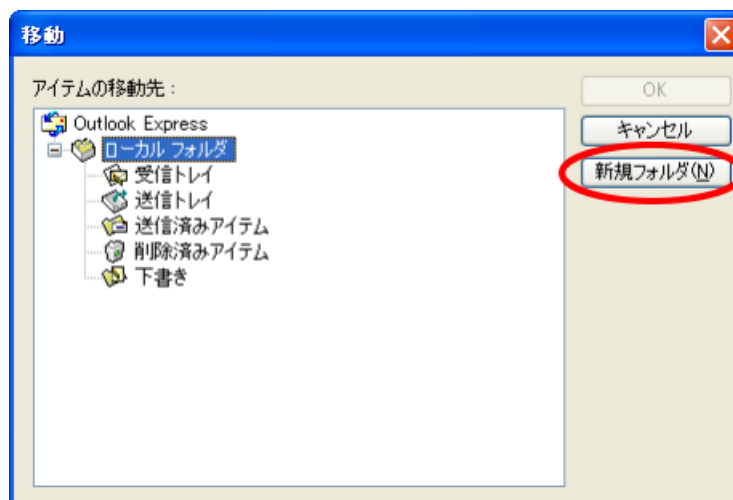 移動
アイテムの移動先：
OK
Outlook Express
キャンセル
ローカル フォルダ
新規フォルダ(N)
受信トレイ
送信トレイ
送信済みアイテム
削除済みアイテム
下書き